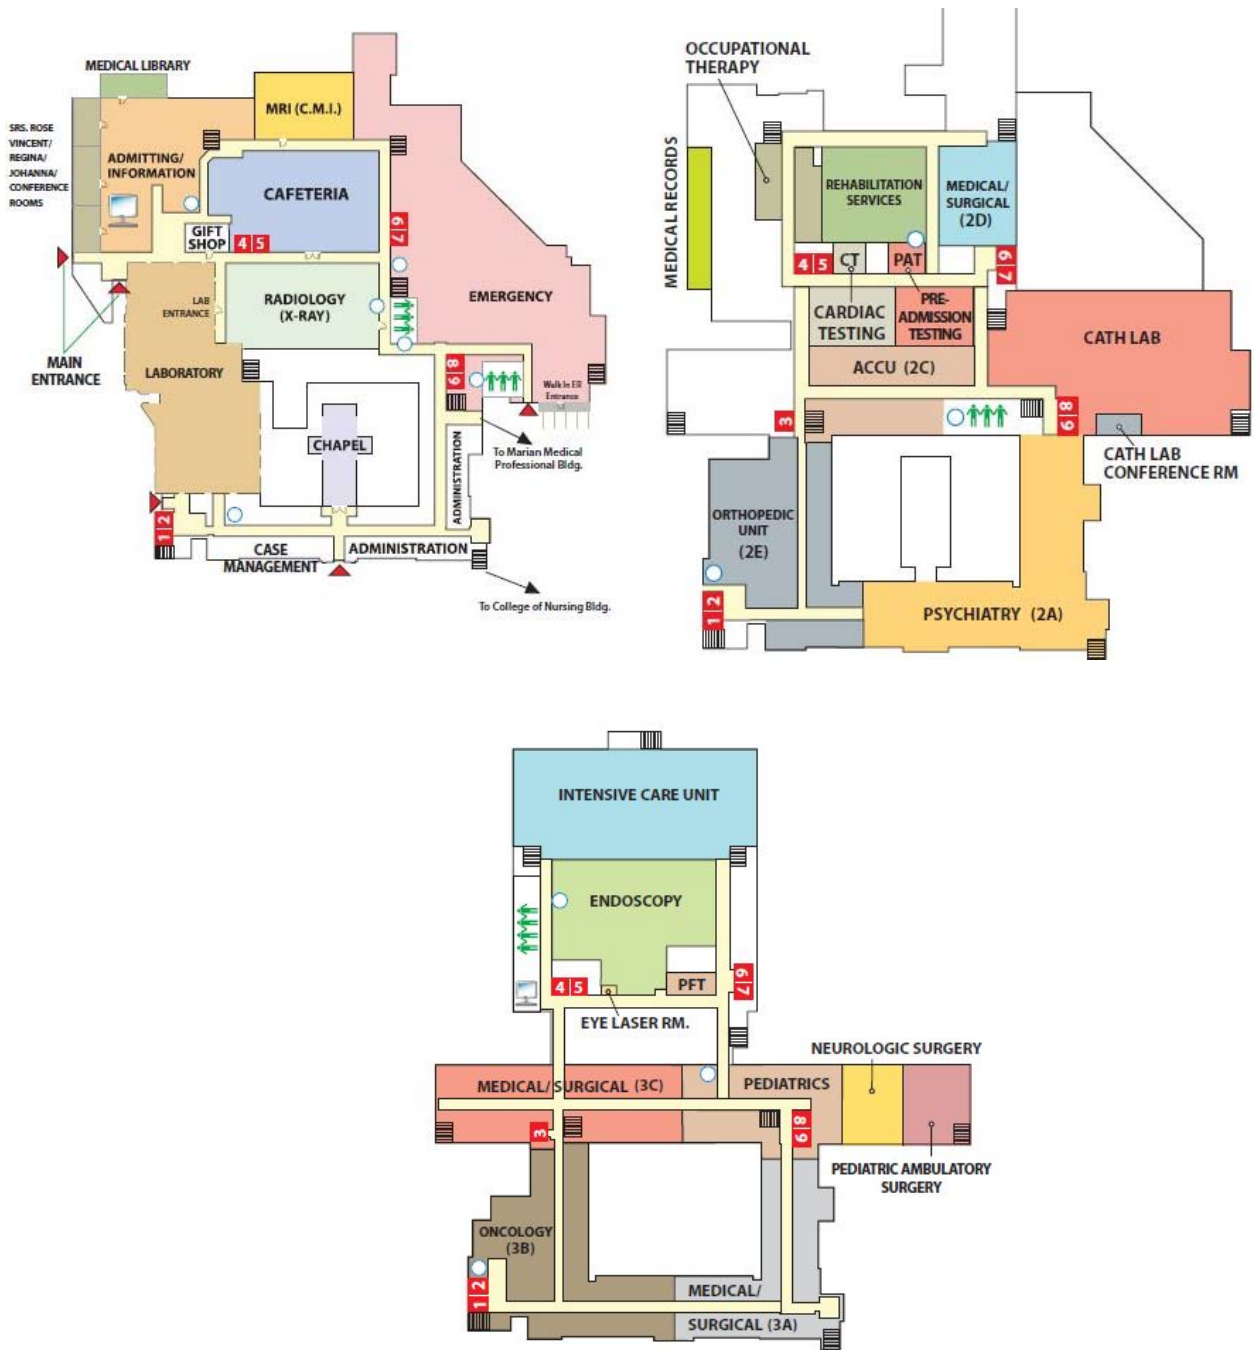 MEDICAL LIBRARY
MRI (C.M.I.)
SRS. ROSE
VINCENT/
REGINA/
JOHANNA/
CONFERENCE
ROOMS
ADMITTING/
INFORMATION
CAFETERIA
GIFT
SHOP
4 5
6 7
LAB
ENTRANCE
RADIOLOGY
(X-RAY)
EMERGENCY
MAIN
ENTRANCE
LABORATORY
8 9
Walk In ER
Entrance
CHAPEL
To Marian Medical
Professional Bldg.
ADMINISTRATION
1 2
CASE
MANAGEMENT
ADMINISTRATION
To College of Nursing Bldg.
OCCUPATIONAL
THERAPY
MEDICAL RECORDS
REHABILITATION
SERVICES
MEDICAL/
SURGICAL
(2D)
4 5
CT
PAT
6 7
CARDIAC
TESTING
PRE-
ADMISSION
TESTING
CATH LAB
ACCU (2C)
3
8 9
CATH LAB
CONFERENCE RM
ORTHOPEDIC
UNIT
(2E)
1 2
PSYCHIATRY (2A)
INTENSIVE CARE UNIT
ENDOSCOPY
4 5
PFT
6 7
EYE LASER RM.
NEUROLOGIC SURGERY
MEDICAL/SURGICAL (3C)
PEDIATRICS
3
8 9
PEDIATRIC AMBULATORY
SURGERY
ONCOLOGY
(3B)
1 2
MEDICAL/
SURGICAL (3A)